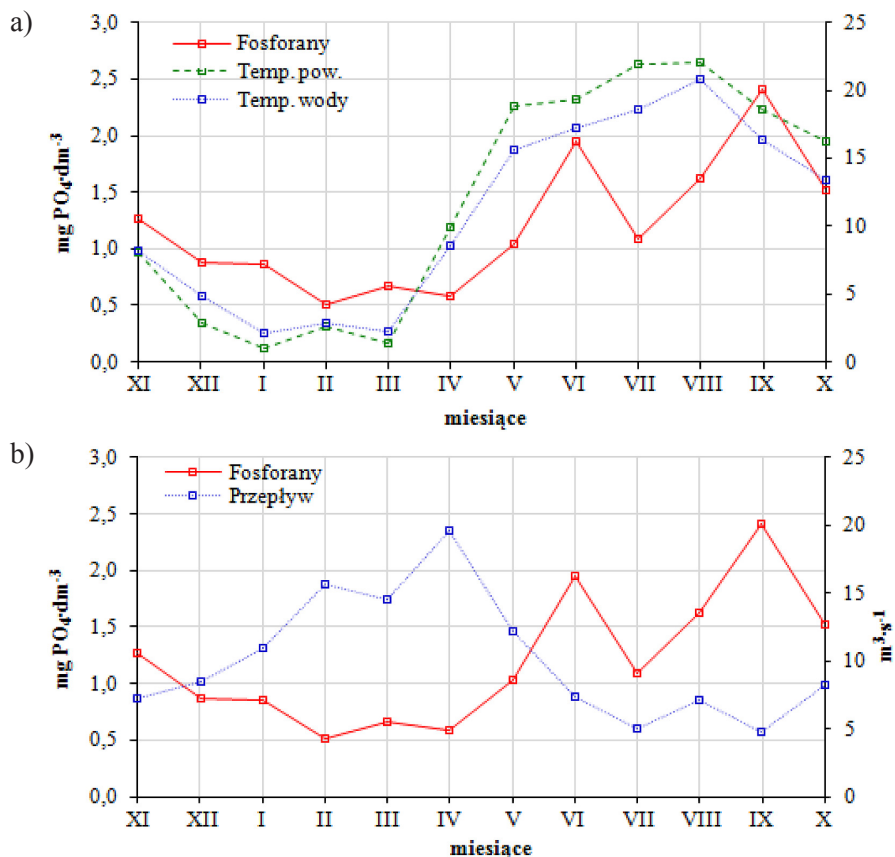 a)
3,0
2,5
2,0
1,5
1,0
0,5
0,0
mg PO₄·dm⁻³
Fosforany
Temp. pow.
Temp. wody
25
20
15
10
5
0
XI XII I II III IV V VI VII VIII IX X
miesiące
b)
3,0
2,5
2,0
1,5
1,0
0,5
0,0
mg PO₄·dm⁻³
Fosforany
Przepływ
25
20
15
10
5
0
m³·s⁻¹
XI XII I II III IV V VI VII VIII IX X
miesiące